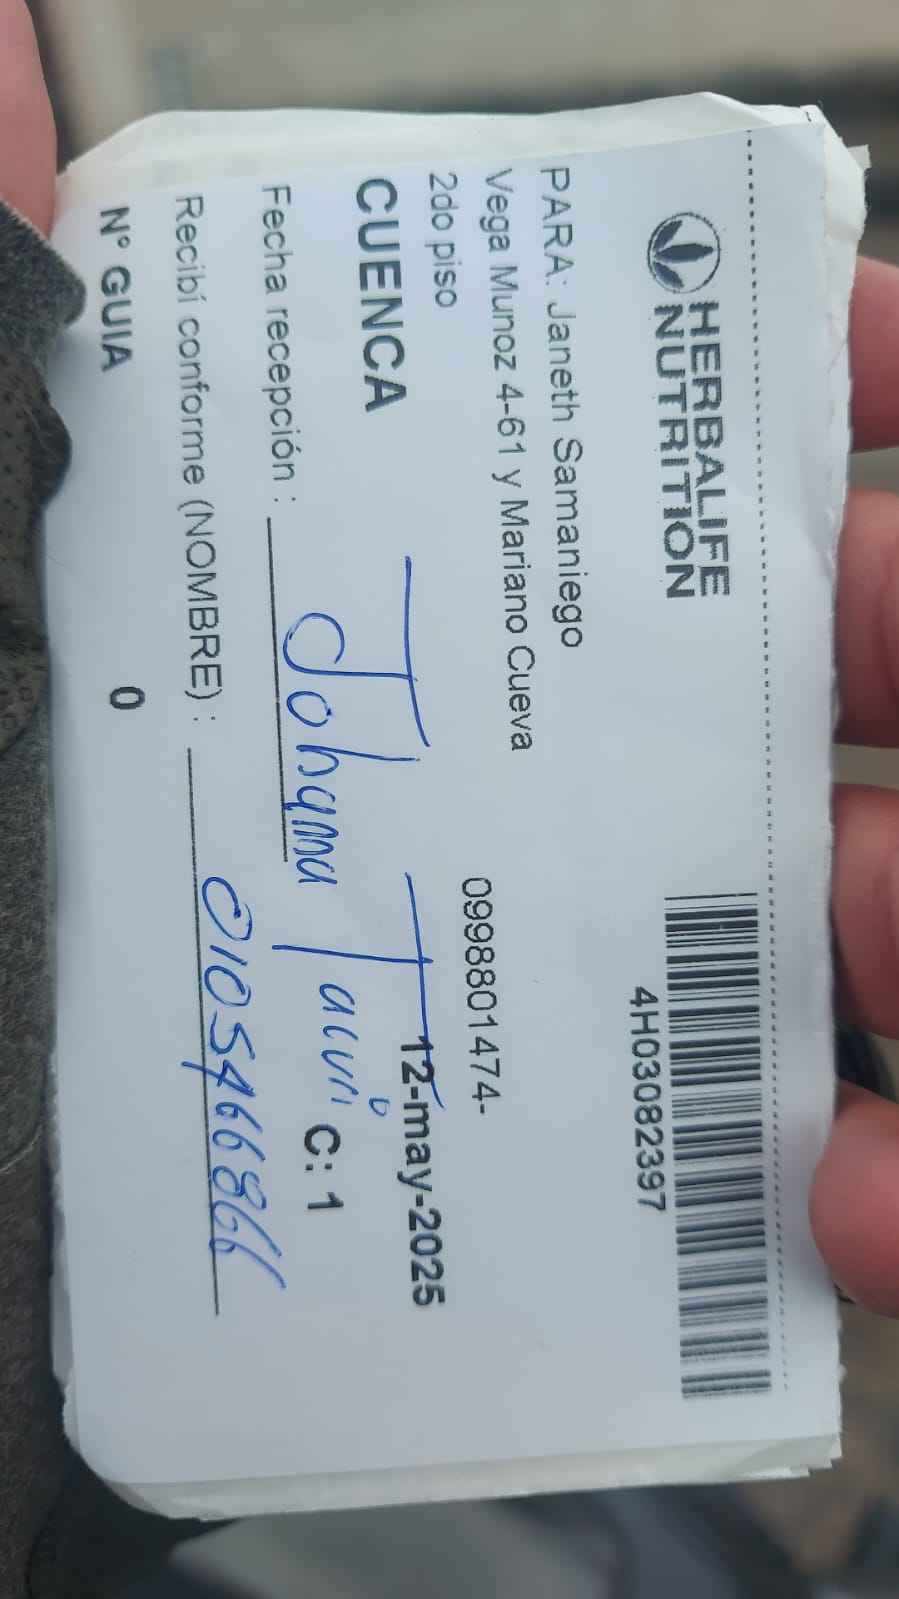 HERBALIFE
NUTRITION
4H03082397
PARA: Janeth Samaniego
Vega Munoz 4-61 y Mariano Cueva
0998801474-
2do piso
CUENCA
12-may-2025
Fecha recepción :
Johanna Tacuri
C: 1
Recibí conforme (NOMBRE) :
0105466866
N° GUIA
0